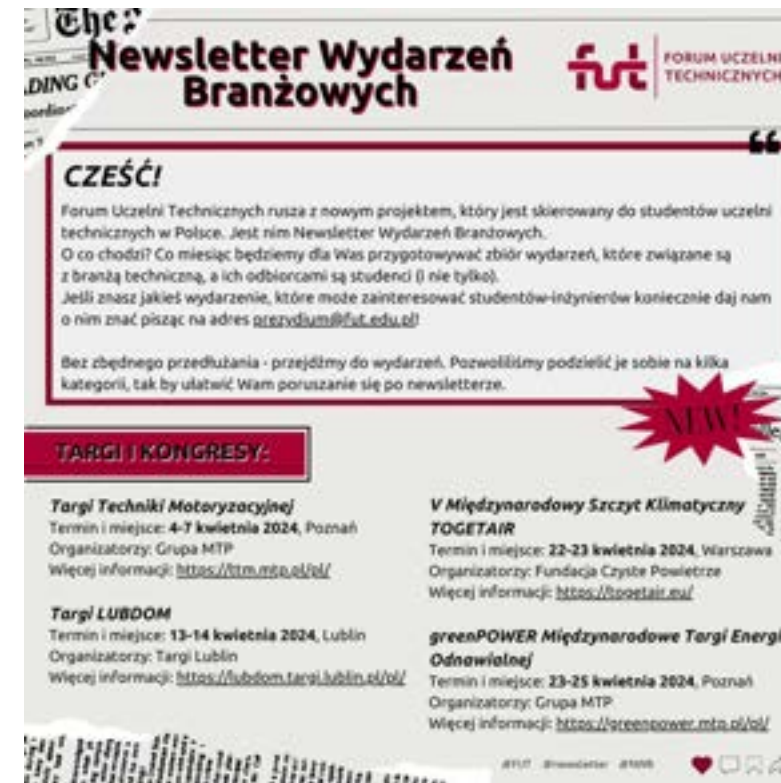 The
Newsletter Wydarzeń
Branżowych
fut
FORUM UCZELNI
TECHNICZNYCH
DING
CZEŚĆ!
Forum Uczelni Technicznych rusza z nowym projektem, który jest skierowany do studentów uczelni
technicznych w Polsce. Jest nim Newsletter Wydarzeń Branżowych.
O co chodzi? Co miesiąc będziemy dla Was przygotowywać zbiór wydarzeń, które związane są
z branżą techniczną, a ich odbiorcami są studenci (i nie tylko).
Jeśli znasz jakieś wydarzenie, które może zainteresować studentów-inżynierów koniecznie daj nam
o nim znać pisząc na adres prezydium@fut.edu.pl!
Bez zbędnego przedłużania - przejdźmy do wydarzeń. Pozwoliliśmy podzielić je sobie na kilka
kategorii, tak by ułatwić Wam poruszanie się po newsletterze.
NEW!
TARGI I KONGRESY:
Targi Techniki Motoryzacyjnej
Termin i miejsce: 4-7 kwietnia 2024, Poznań
Organizatorzy: Grupa MTP
Więcej informacji: https://ttm.mtp.pl/pl/
Targi LUBDOM
Termin i miejsce: 13-14 kwietnia 2024, Lublin
Organizatorzy: Targi Lublin
Więcej informacji: https://lubdom.targi.lublin.pl/pl/
V Międzynarodowy Szczyt Klimatyczny
TOGETAIR
Termin i miejsce: 22-23 kwietnia 2024, Warszawa
Organizatorzy: Fundacja Czyste Powietrze
Więcej informacji: https://togetair.eu/
greenPOWER Międzynarodowe Targi Energi
Odnawialnej
Termin i miejsce: 23-25 kwietnia 2024, Poznań
Organizatorzy: Grupa MTP
Więcej informacji: https://greenpower.mtp.pl/pl/
#FUT #newsletter #NWB